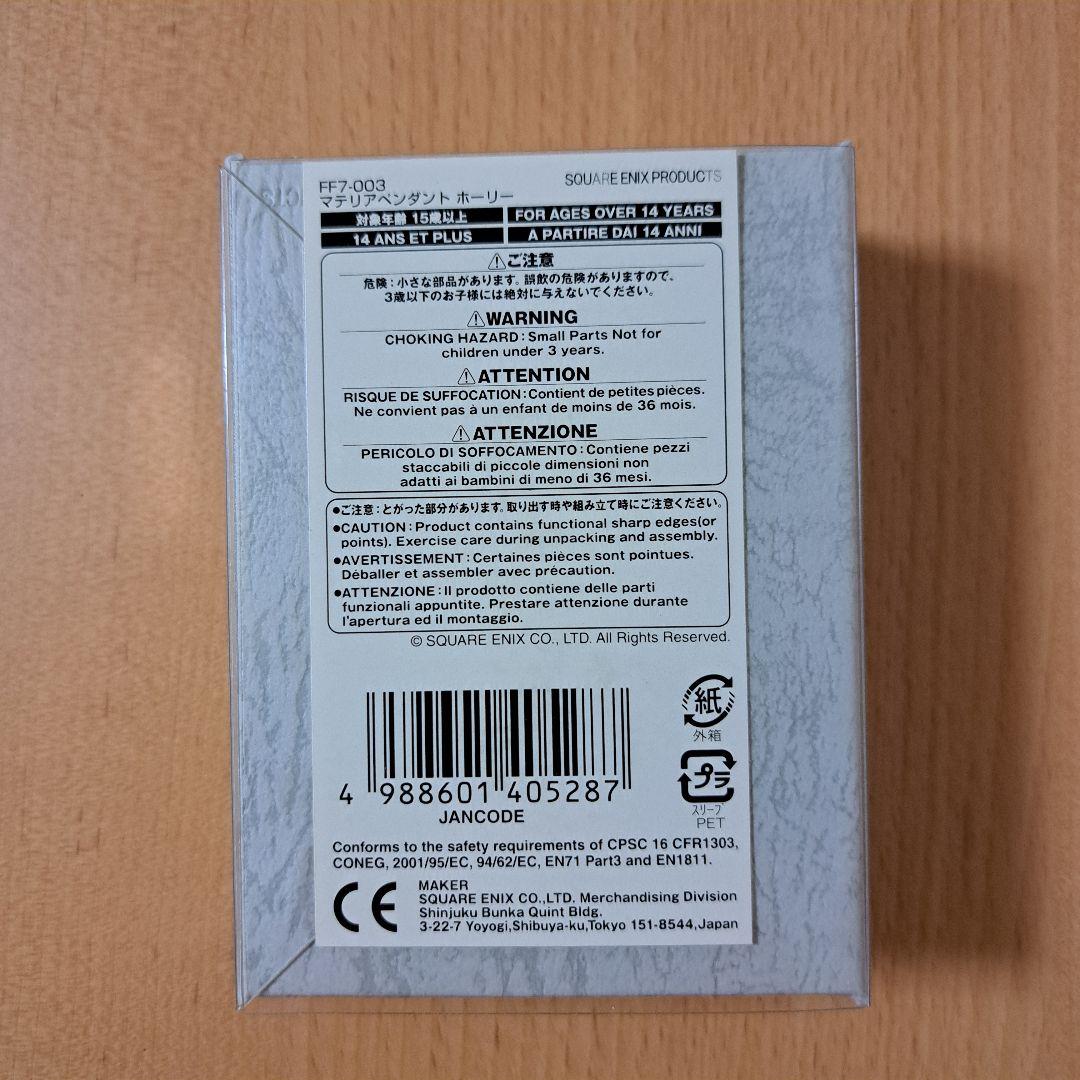 FF7-003
SQUARE ENIX PRODUCTS
マテリアペンダント ホーリー
対象年齢 15歳以上
FOR AGES OVER 14 YEARS
14 ANS ET PLUS
A PARTIRE DAI 14 ANNI
⚠ご注意
危険：小さな部品があります。誤飲の危険がありますので、
3歳以下のお子様には絶対に与えないでください。
⚠WARNING
CHOKING HAZARD：Small Parts Not for
children under 3 years.
⚠ATTENTION
RISQUE DE SUFFOCATION：Contient de petites pièces.
Ne convient pas à un enfant de moins de 36 mois.
⚠ATTENZIONE
PERICOLO DI SOFFOCAMENTO：Contiene pezzi
staccabili di piccole dimensioni non
adatti ai bambini di meno di 36 mesi.
●ご注意：とがった部分があります。取り出す時や組み立て時にご注意ください。
●CAUTION：Product contains functional sharp edges(or
points). Exercise care during unpacking and assembly.
●AVERTISSEMENT：Certaines pièces sont pointues.
Déballer et assembler avec précaution.
●ATTENZIONE：Il prodotto contiene delle parti
funzionali appuntite. Prestare attenzione durante
l'apertura ed il montaggio.
© SQUARE ENIX CO., LTD. All Rights Reserved.
紙
外箱
プラ
スリーブ
PET
4 988601 405287
JANCODE
Conforms to the safety requirements of CPSC 16 CFR1303,
CONEG, 2001/95/EC, 94/62/EC, EN71 Part3 and EN1811.
CE
MAKER
SQUARE ENIX CO.,LTD. Merchandising Division
Shinjuku Bunka Quint Bldg.
3-22-7 Yoyogi,Shibuya-ku,Tokyo 151-8544,Japan